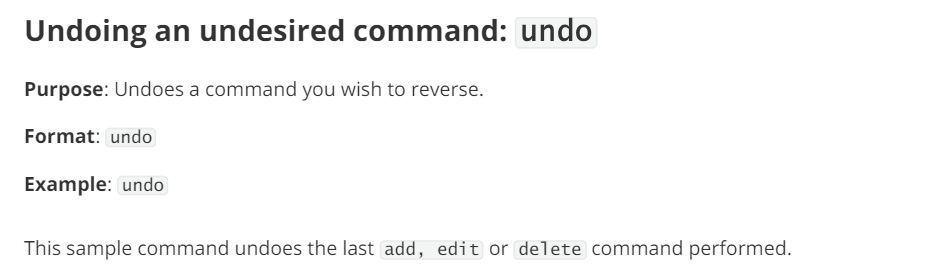 Undoing an undesired command: undo
Purpose: Undoes a command you wish to reverse.
Format: undo
Example: undo
This sample command undoes the last add, edit or delete command performed.